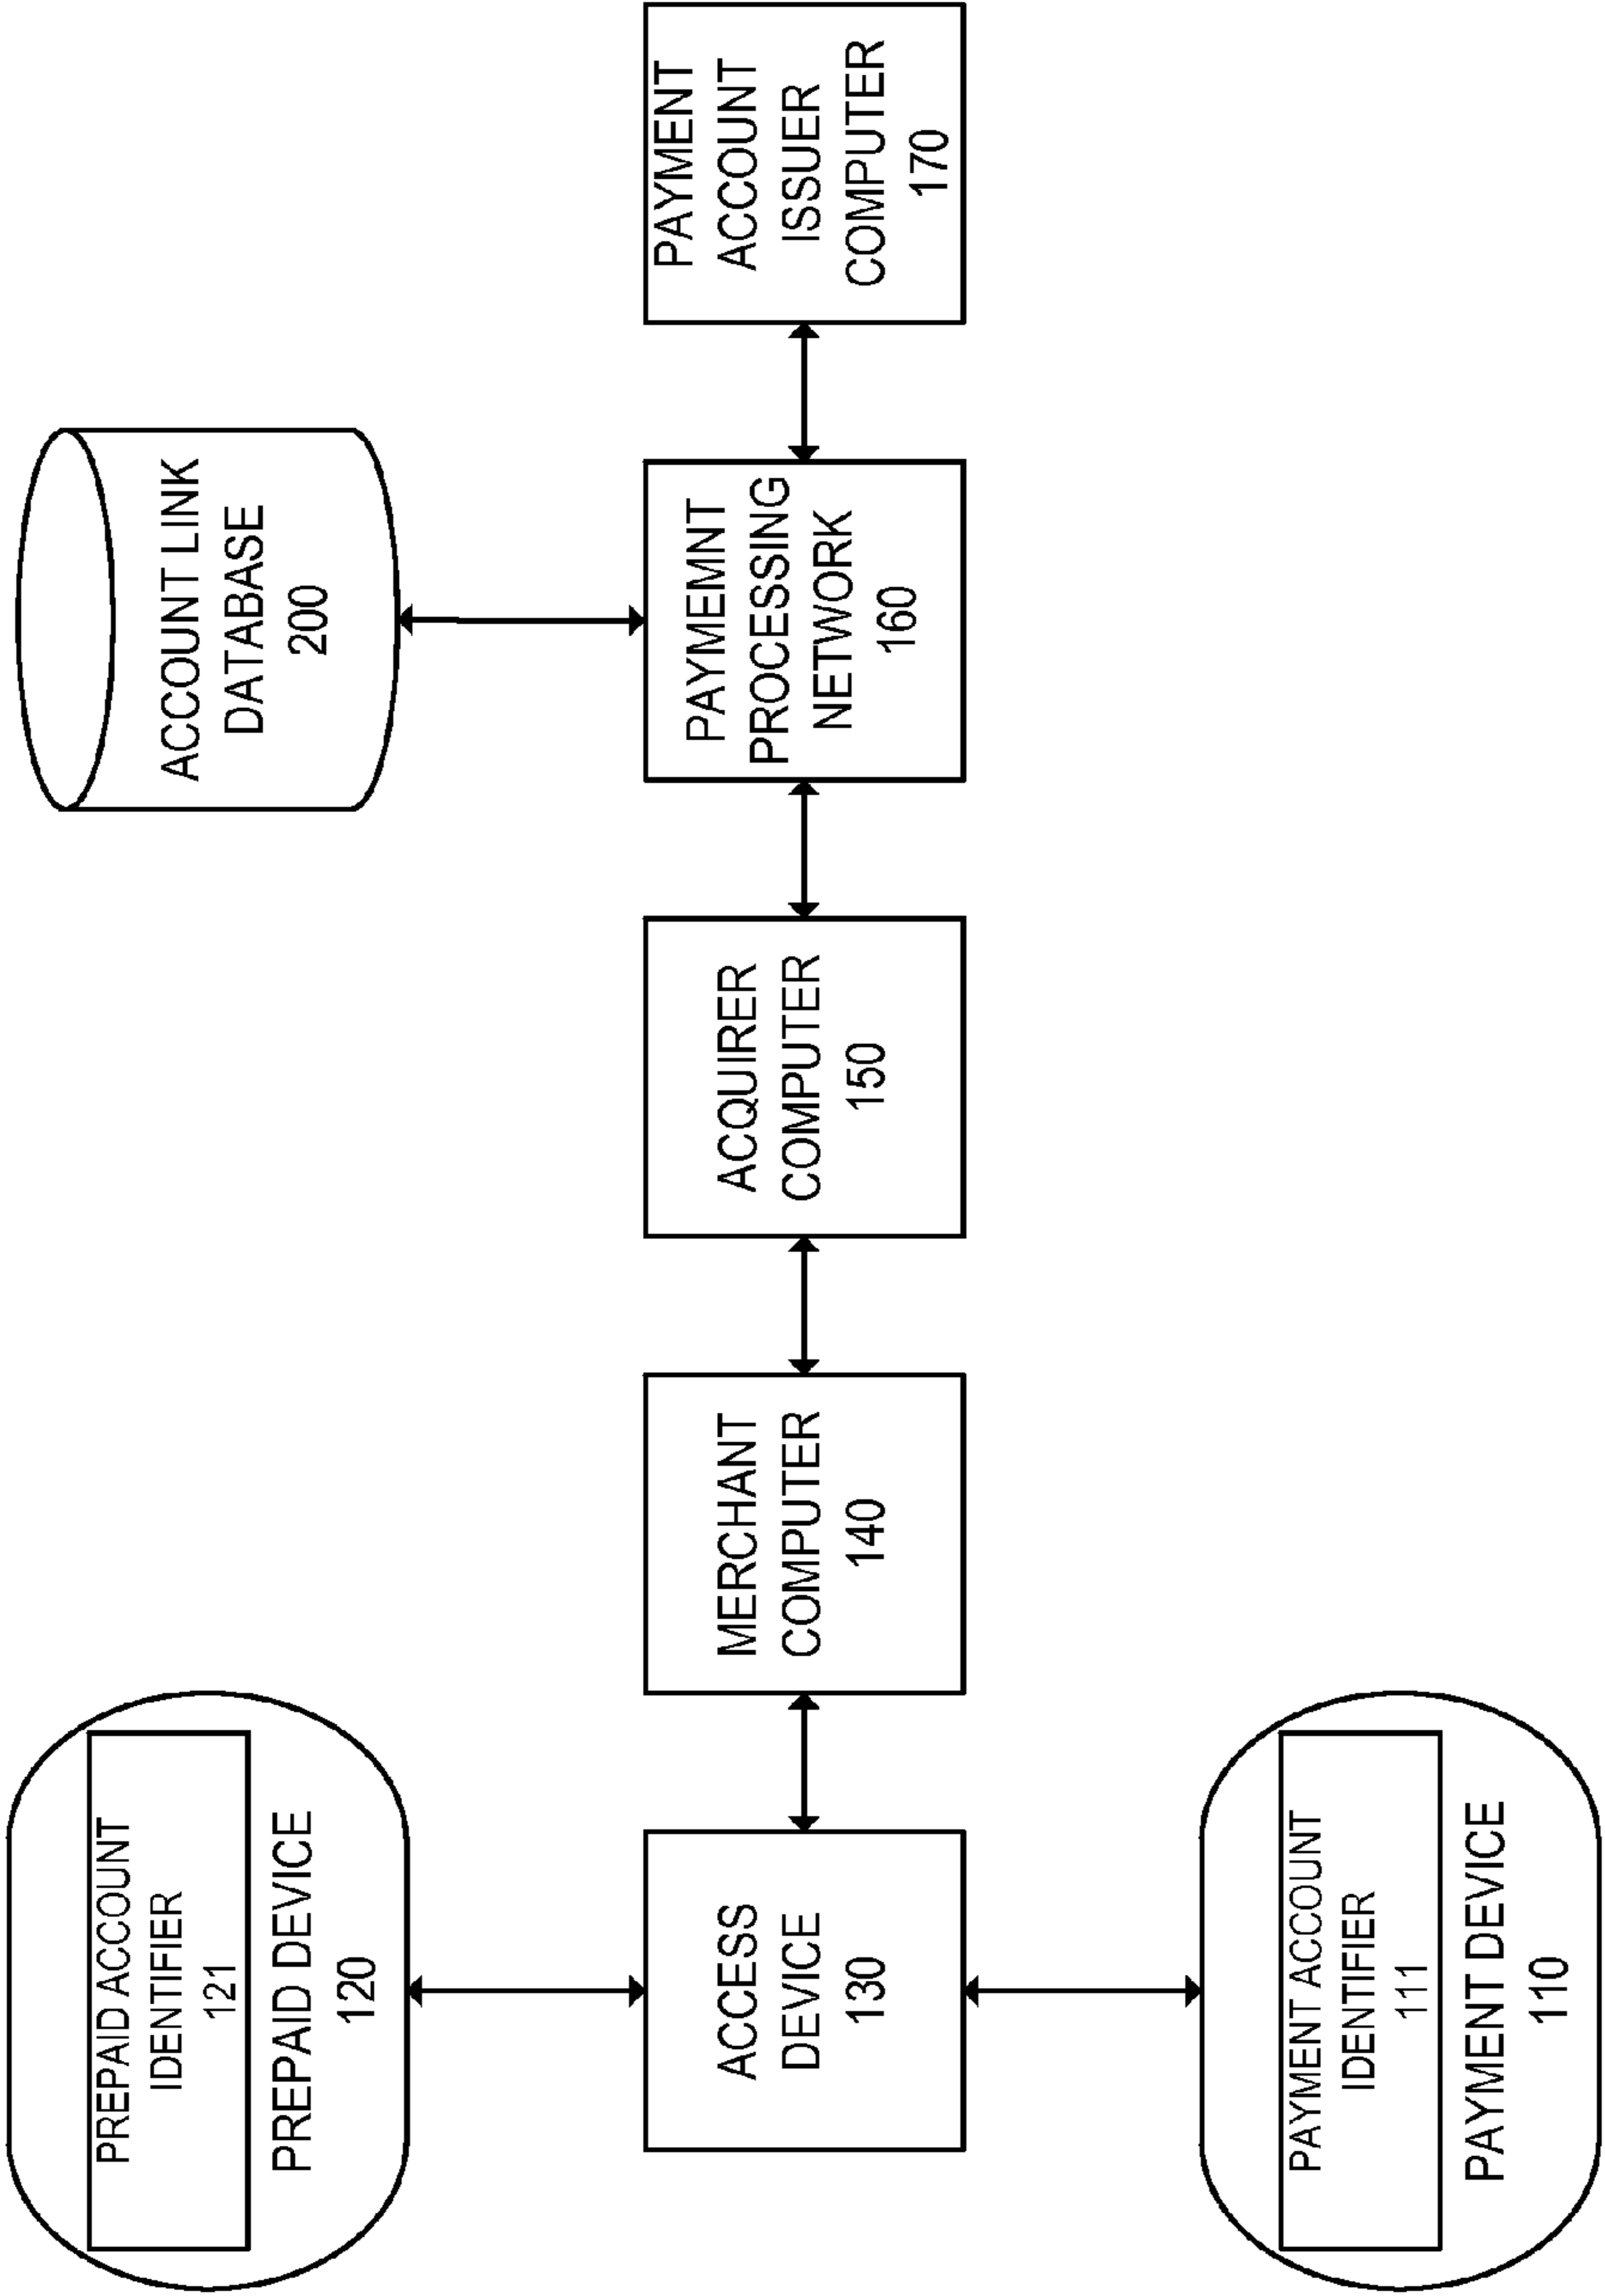 PREPAID ACCOUNT
IDENTIFIER
121
PREPAID DEVICE
120
ACCOUNT LINK
DATABASE
200
ACCESS
DEVICE
130
MERCHANT
COMPUTER
140
ACQUIRER
COMPUTER
150
PAYEMNT
PROCESSING
NETWORK
160
PAYMENT
ACCOUNT
ISSUER
COMPUTER
170
PAYMENT ACCOUNT
IDENTIFIER
111
PAYMENT DEVICE
110